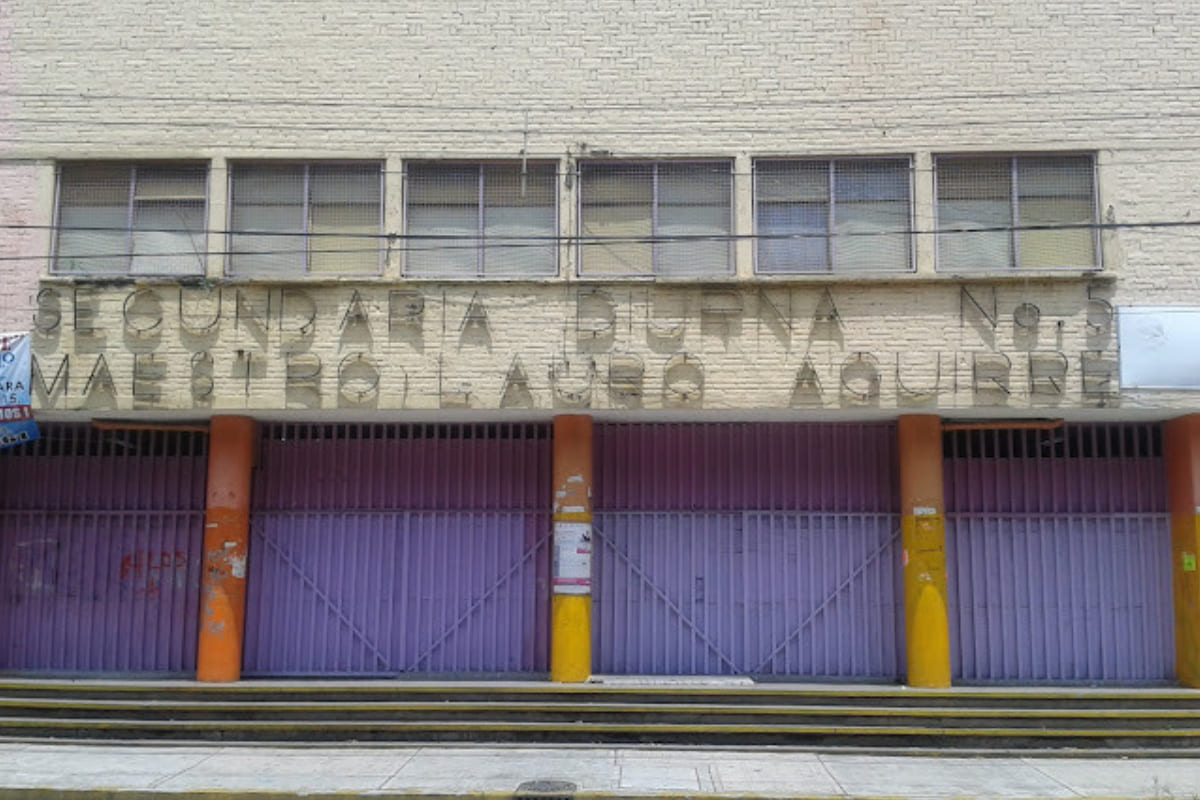 SECUNDARIA DIURNA No. 5
MAESTRO LAURO AGUIRRE